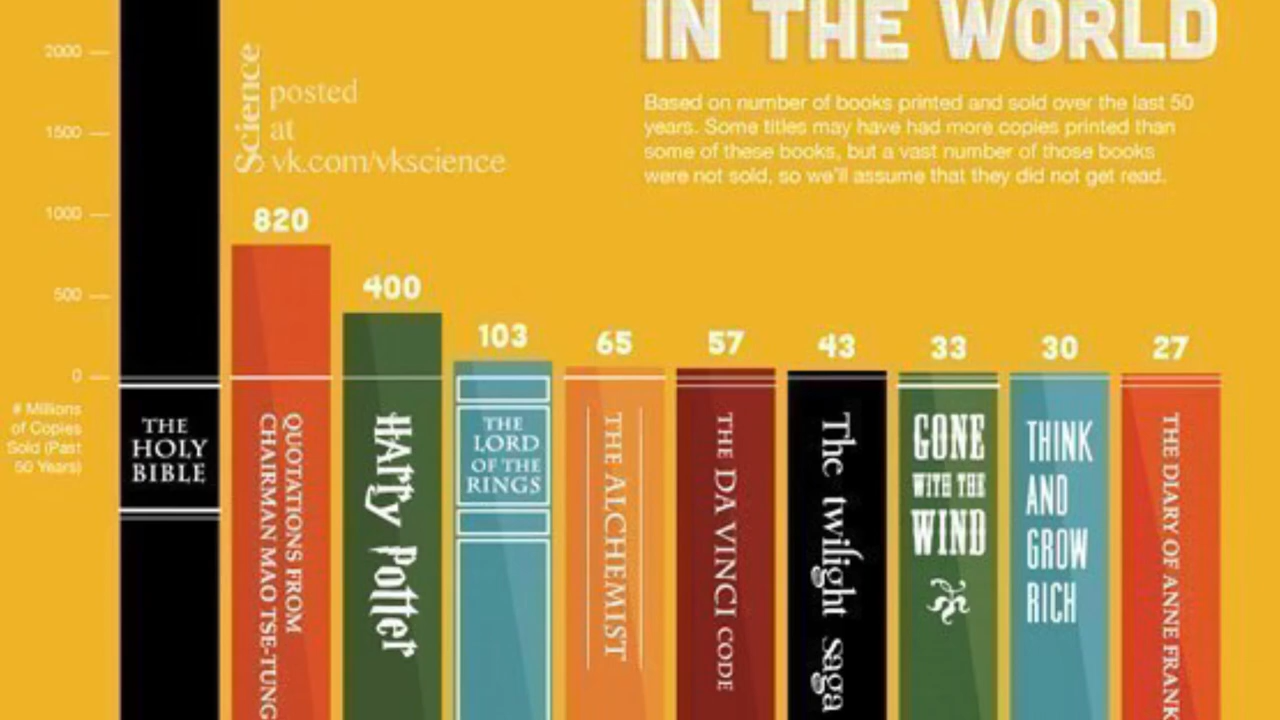 IN THE WORLD
Based on number of books printed and sold over the last 50
years. Some titles may have had more copies printed than
some of these books, but a vast number of those books
were not sold, so we'll assume that they did not get read.
Science
posted
at
vk.com/vkscience
2000
1500
1000
500
0
# Millions
of Copies
Sold (Past
50 Years)
820
400
103
65
57
43
33
30
27
THE
HOLY
BIBLE
QUOTATIONS FROM
CHAIRMAN MAO TSE-TUNG
Harry Potter
THE
LORD
OF THE
RINGS
THE ALCHEMIST
THE DA VINCI CODE
The twilight saga
GONE
WITH THE
WIND
THINK
AND
GROW
RICH
THE DIARY OF ANNE FRANK